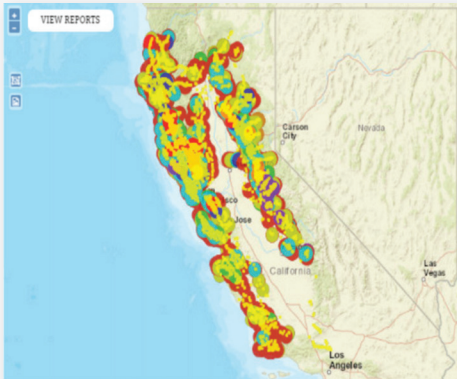 VIEW REPORTS
Carson
City
Nevada
sco
Jose
California
Las
Vegas
Los
Angeles